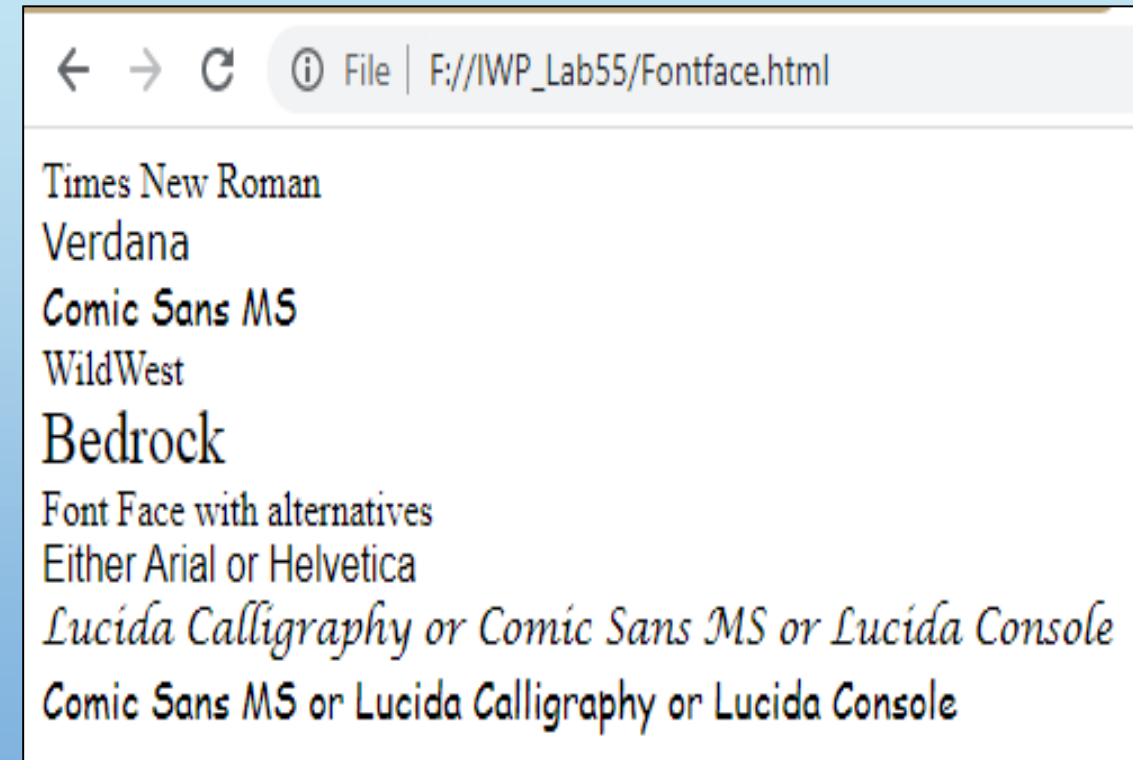 File | F://IWP_Lab55/Fontface.html
Times New Roman
Verdana
Comic Sans MS
WildWest
Bedrock
Font Face with alternatives
Either Arial or Helvetica
Lucida Calligraphy or Comic Sans MS or Lucida Console
Comic Sans MS or Lucida Calligraphy or Lucida Console